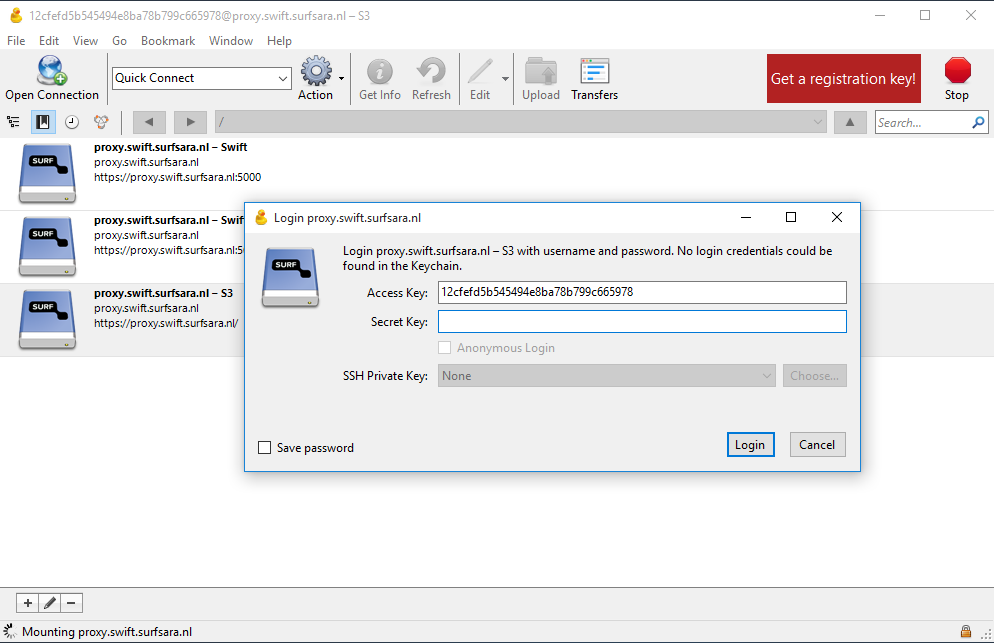 12cfefd5b545494e8ba78b799c665978@proxy.swift.surfsara.nl – S3
File Edit View Go Bookmark Window Help
Open Connection
Quick Connect
Action
Get Info
Refresh
Edit
Upload
Transfers
Get a registration key!
Stop
/
Search...
SURF
proxy.swift.surfsara.nl – Swift
proxy.swift.surfsara.nl
https://proxy.swift.surfsara.nl:5000
SURF
proxy.swift.surfsara.nl – Swif
proxy.swift.surfsara.nl
https://proxy.swift.surfsara.nl:5
SURF
proxy.swift.surfsara.nl – S3
proxy.swift.surfsara.nl
https://proxy.swift.surfsara.nl/
Login proxy.swift.surfsara.nl
SURF
Login proxy.swift.surfsara.nl – S3 with username and password. No login credentials could be
found in the Keychain.
Access Key: 12cfefd5b545494e8ba78b799c665978
Secret Key:
Anonymous Login
SSH Private Key: None Choose...
Save password
Login
Cancel
Mounting proxy.swift.surfsara.nl